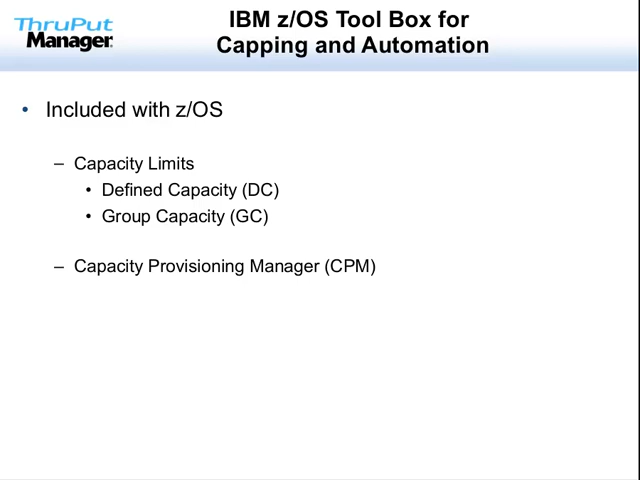 ThruPut
Manager®
IBM z/OS Tool Box for
Capping and Automation
• Included with z/OS
– Capacity Limits
• Defined Capacity (DC)
• Group Capacity (GC)
– Capacity Provisioning Manager (CPM)